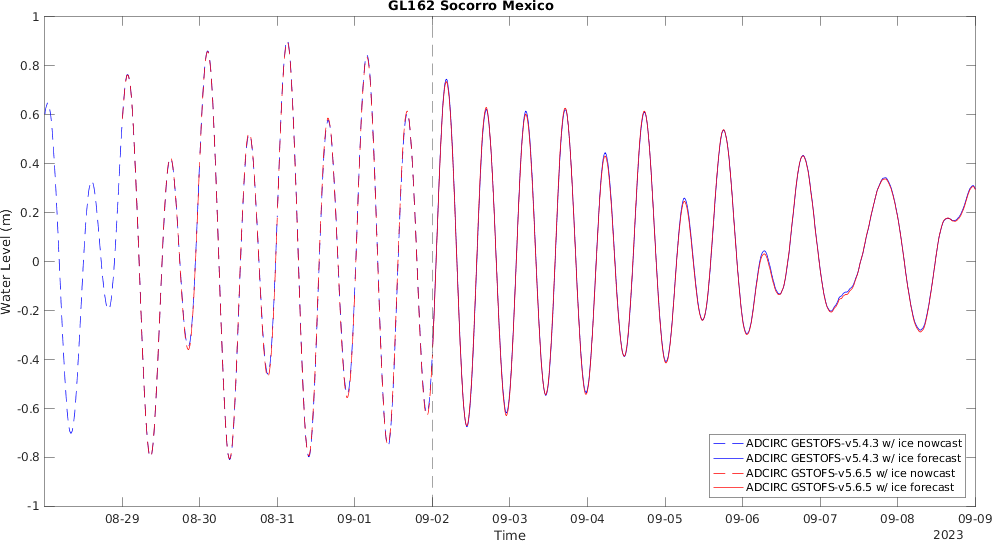 GL162 Socorro Mexico
1
0.8
0.6
0.4
0.2
0
-0.2
-0.4
-0.6
-0.8
-1
Water Level (m)
ADCIRC GESTOFS-v5.4.3 w/ ice nowcast
ADCIRC GESTOFS-v5.4.3 w/ ice forecast
ADCIRC GSTOFS-v5.6.5 w/ ice nowcast
ADCIRC GSTOFS-v5.6.5 w/ ice forecast
08-29 08-30 08-31 09-01 09-02 09-03 09-04 09-05 09-06 09-07 09-08 09-09
Time
2023